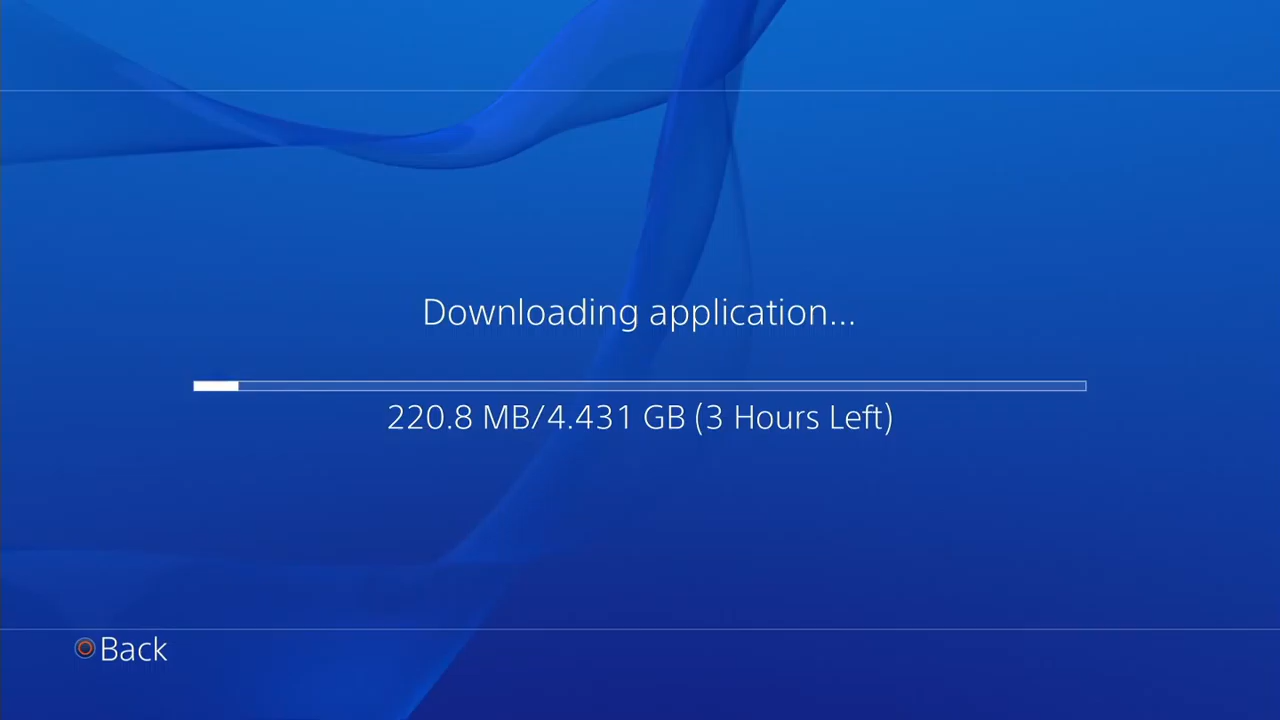 Downloading application...
220.8 MB/4.431 GB (3 Hours Left)
Back